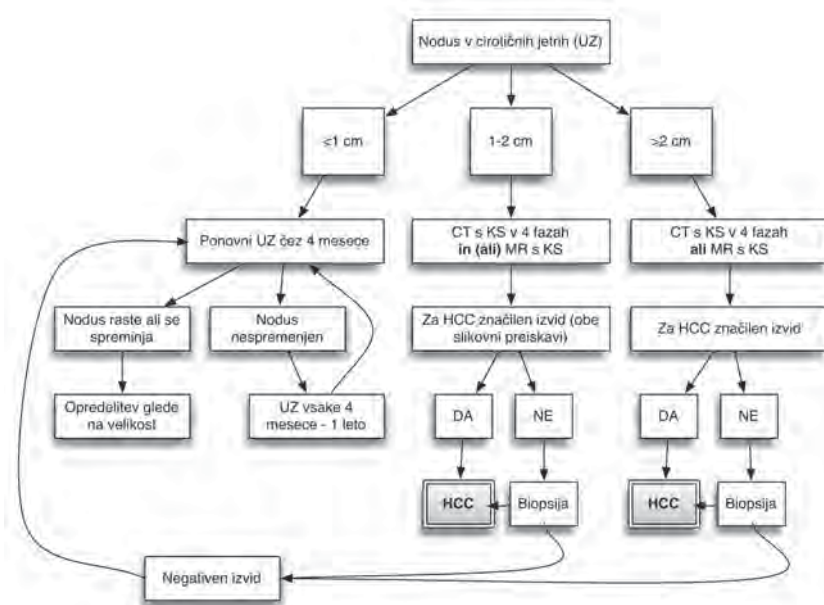 Nodus v cirotičnih jetrih (UZ)
<1 cm
1-2 cm
>2 cm
Ponovni UZ čez 4 mesece
CT s KS v 4 fazah
in (ali) MR s KS
CT s KS v 4 fazah
ali MR s KS
Nodus raste ali se
spreminja
Nodus
nespremenjen
Za HCC značilen izvid (obe
slikovni preiskavi)
Za HCC značilen izvid
Opredelitev glede
na velikost
UZ vsake 4
mesece - 1 leto
DA
NE
DA
NE
HCC
Biopsija
HCC
Biopsija
Negativen izvid